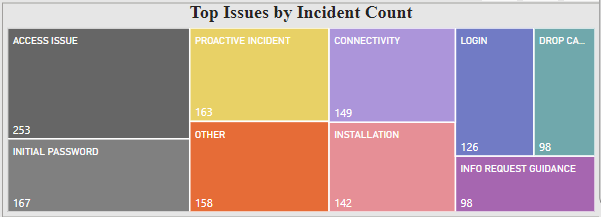 Top Issues by Incident Count
ACCESS ISSUE
253
INITIAL PASSWORD
167
PROACTIVE INCIDENT
163
OTHER
158
CONNECTIVITY
149
INSTALLATION
142
LOGIN
126
DROP CA...
98
INFO REQUEST GUIDANCE
98